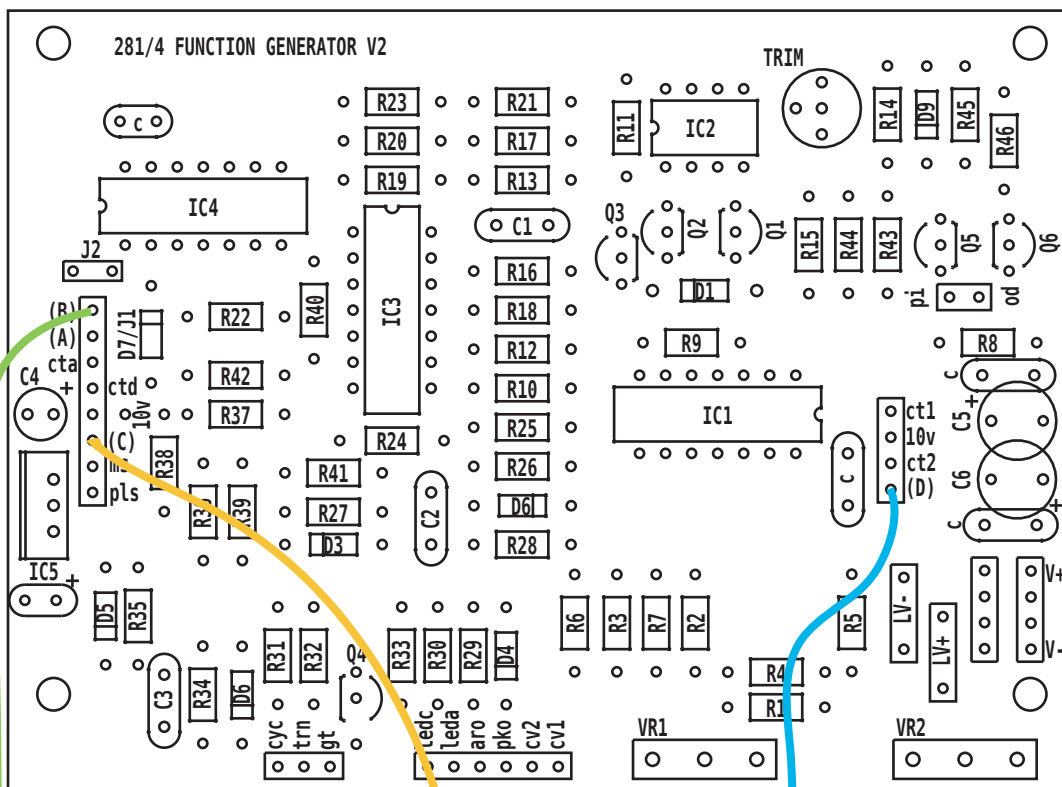 281/4 FUNCTION GENERATOR V2
TRIM
C
R23
R21
R11
IC2
R14
D9
R45
R46
R20
R17
R19
R13
IC4
C1
Q3
Q2
Q1
R15
R44
R43
Q5
Q6
J2
R16
D1
pi
od
(B)
(A)
cta
ctd
10v
(C)
pls
D7/J1
R22
R40
IC3
R18
R12
R9
R8
C4
+
R42
R10
IC1
c
+
C5
R37
R25
ct1
10v
ct2
(D)
R38
R24
R26
C6
+
R41
C2
c
c
R39
R27
D6
D3
R28
IC5
+
V+
D5
R35
R6
R3
R7
R2
R5
LV-
LV+
V-
R31
R32
Q4
R33
R30
R29
D4
R4
C3
R34
D6
R1
cyc
trn
gt
ledc
leda
aro
pko
cv2
cv1
VR1
VR2